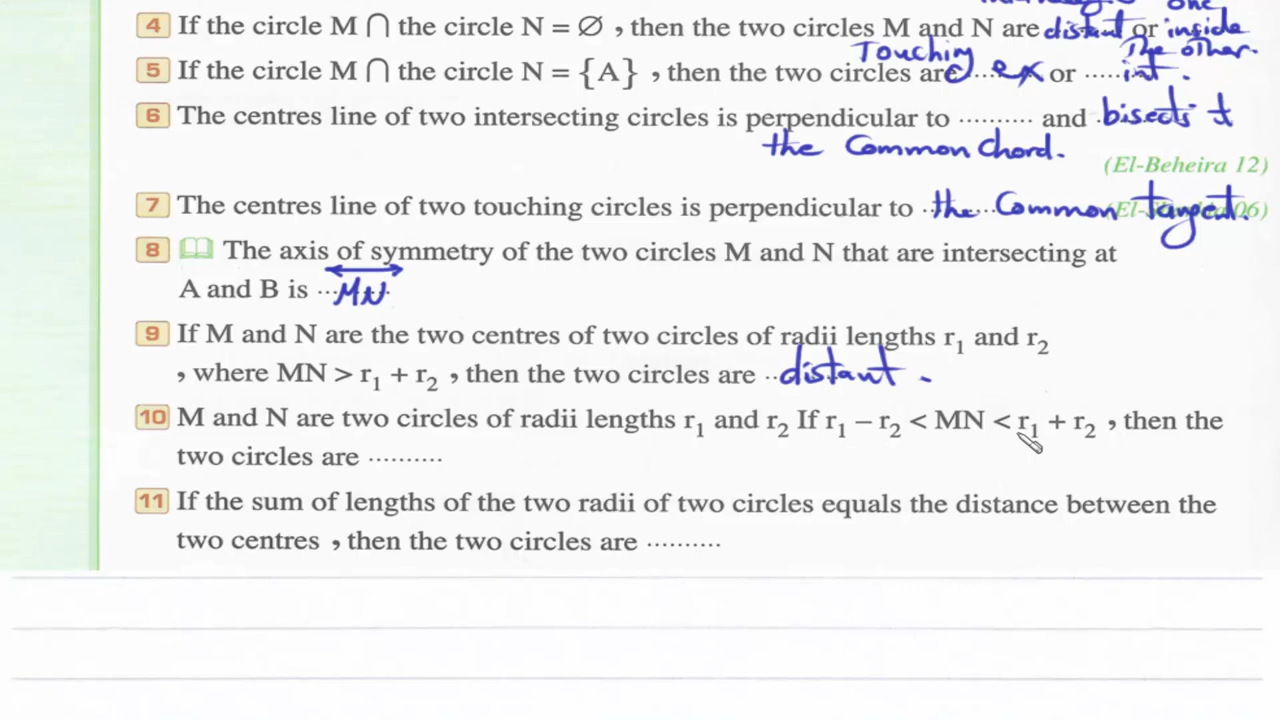 one
4 If the circle M ⋂ the circle N = ∅ , then the two circles M and N are distant or inside
Touching the other.
5 If the circle M ⋂ the circle N = {A} , then the two circles are ...... ex or ...... int.
6 The centres line of two intersecting circles is perpendicular to .......... and bisects it
the Common Chord.
(El-Beheira 12)
7 The centres line of two touching circles is perpendicular to the Common tangent. 06)
8 The axis of symmetry of the two circles M and N that are intersecting at
A and B is ... MN
9 If M and N are the two centres of two circles of radii lengths r₁ and r₂
, where MN > r₁ + r₂ , then the two circles are .. distant .
10 M and N are two circles of radii lengths r₁ and r₂ If r₁ − r₂ < MN < r₁ + r₂ , then the
two circles are ..........
11 If the sum of lengths of the two radii of two circles equals the distance between the
two centres , then the two circles are ..........